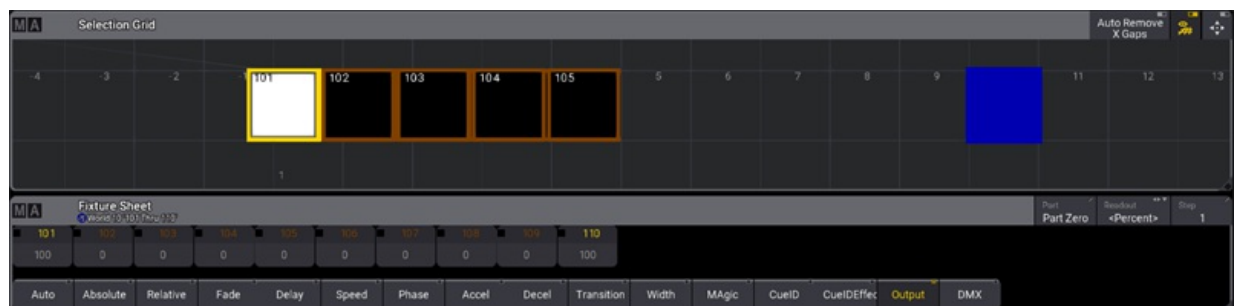 MA Selection Grid Auto Remove X Gaps
-4 -3 -2 101 102 103 104 105 5 6 7 8 9 11 12 13
1
MA Fixture Sheet Part Part Zero Readout <Percent> Step 1
101 102 103 104 105 106 107 108 109 110
100 0 0 0 0 0 0 0 0 100
Auto Absolute Relative Fade Delay Speed Phase Accel Decel Transition Width MAgic CueID CueIDEffec Output DMX